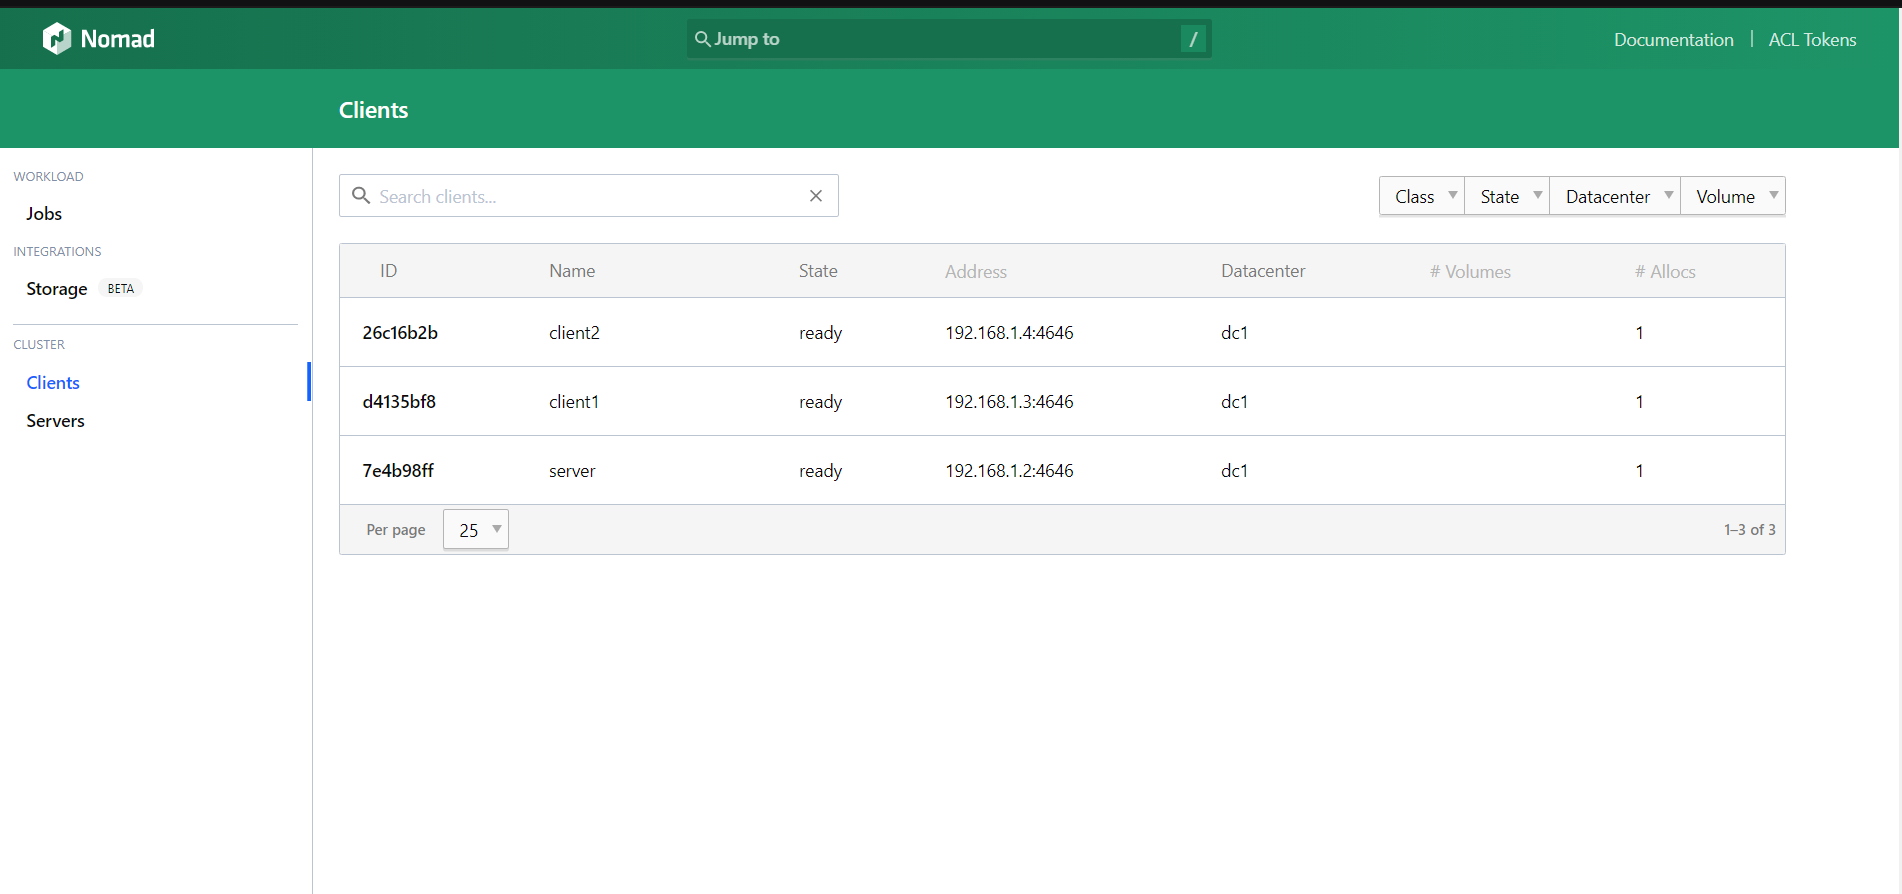 Nomad
Jump to /
Documentation | ACL Tokens
Clients
WORKLOAD
Jobs
INTEGRATIONS
Storage BETA
CLUSTER
Clients
Servers
Search clients...
Class State Datacenter Volume
ID Name State Address Datacenter # Volumes # Allocs
26c16b2b client2 ready 192.168.1.4:4646 dc1 1
d4135bf8 client1 ready 192.168.1.3:4646 dc1 1
7e4b98ff server ready 192.168.1.2:4646 dc1 1
Per page 25 1–3 of 3